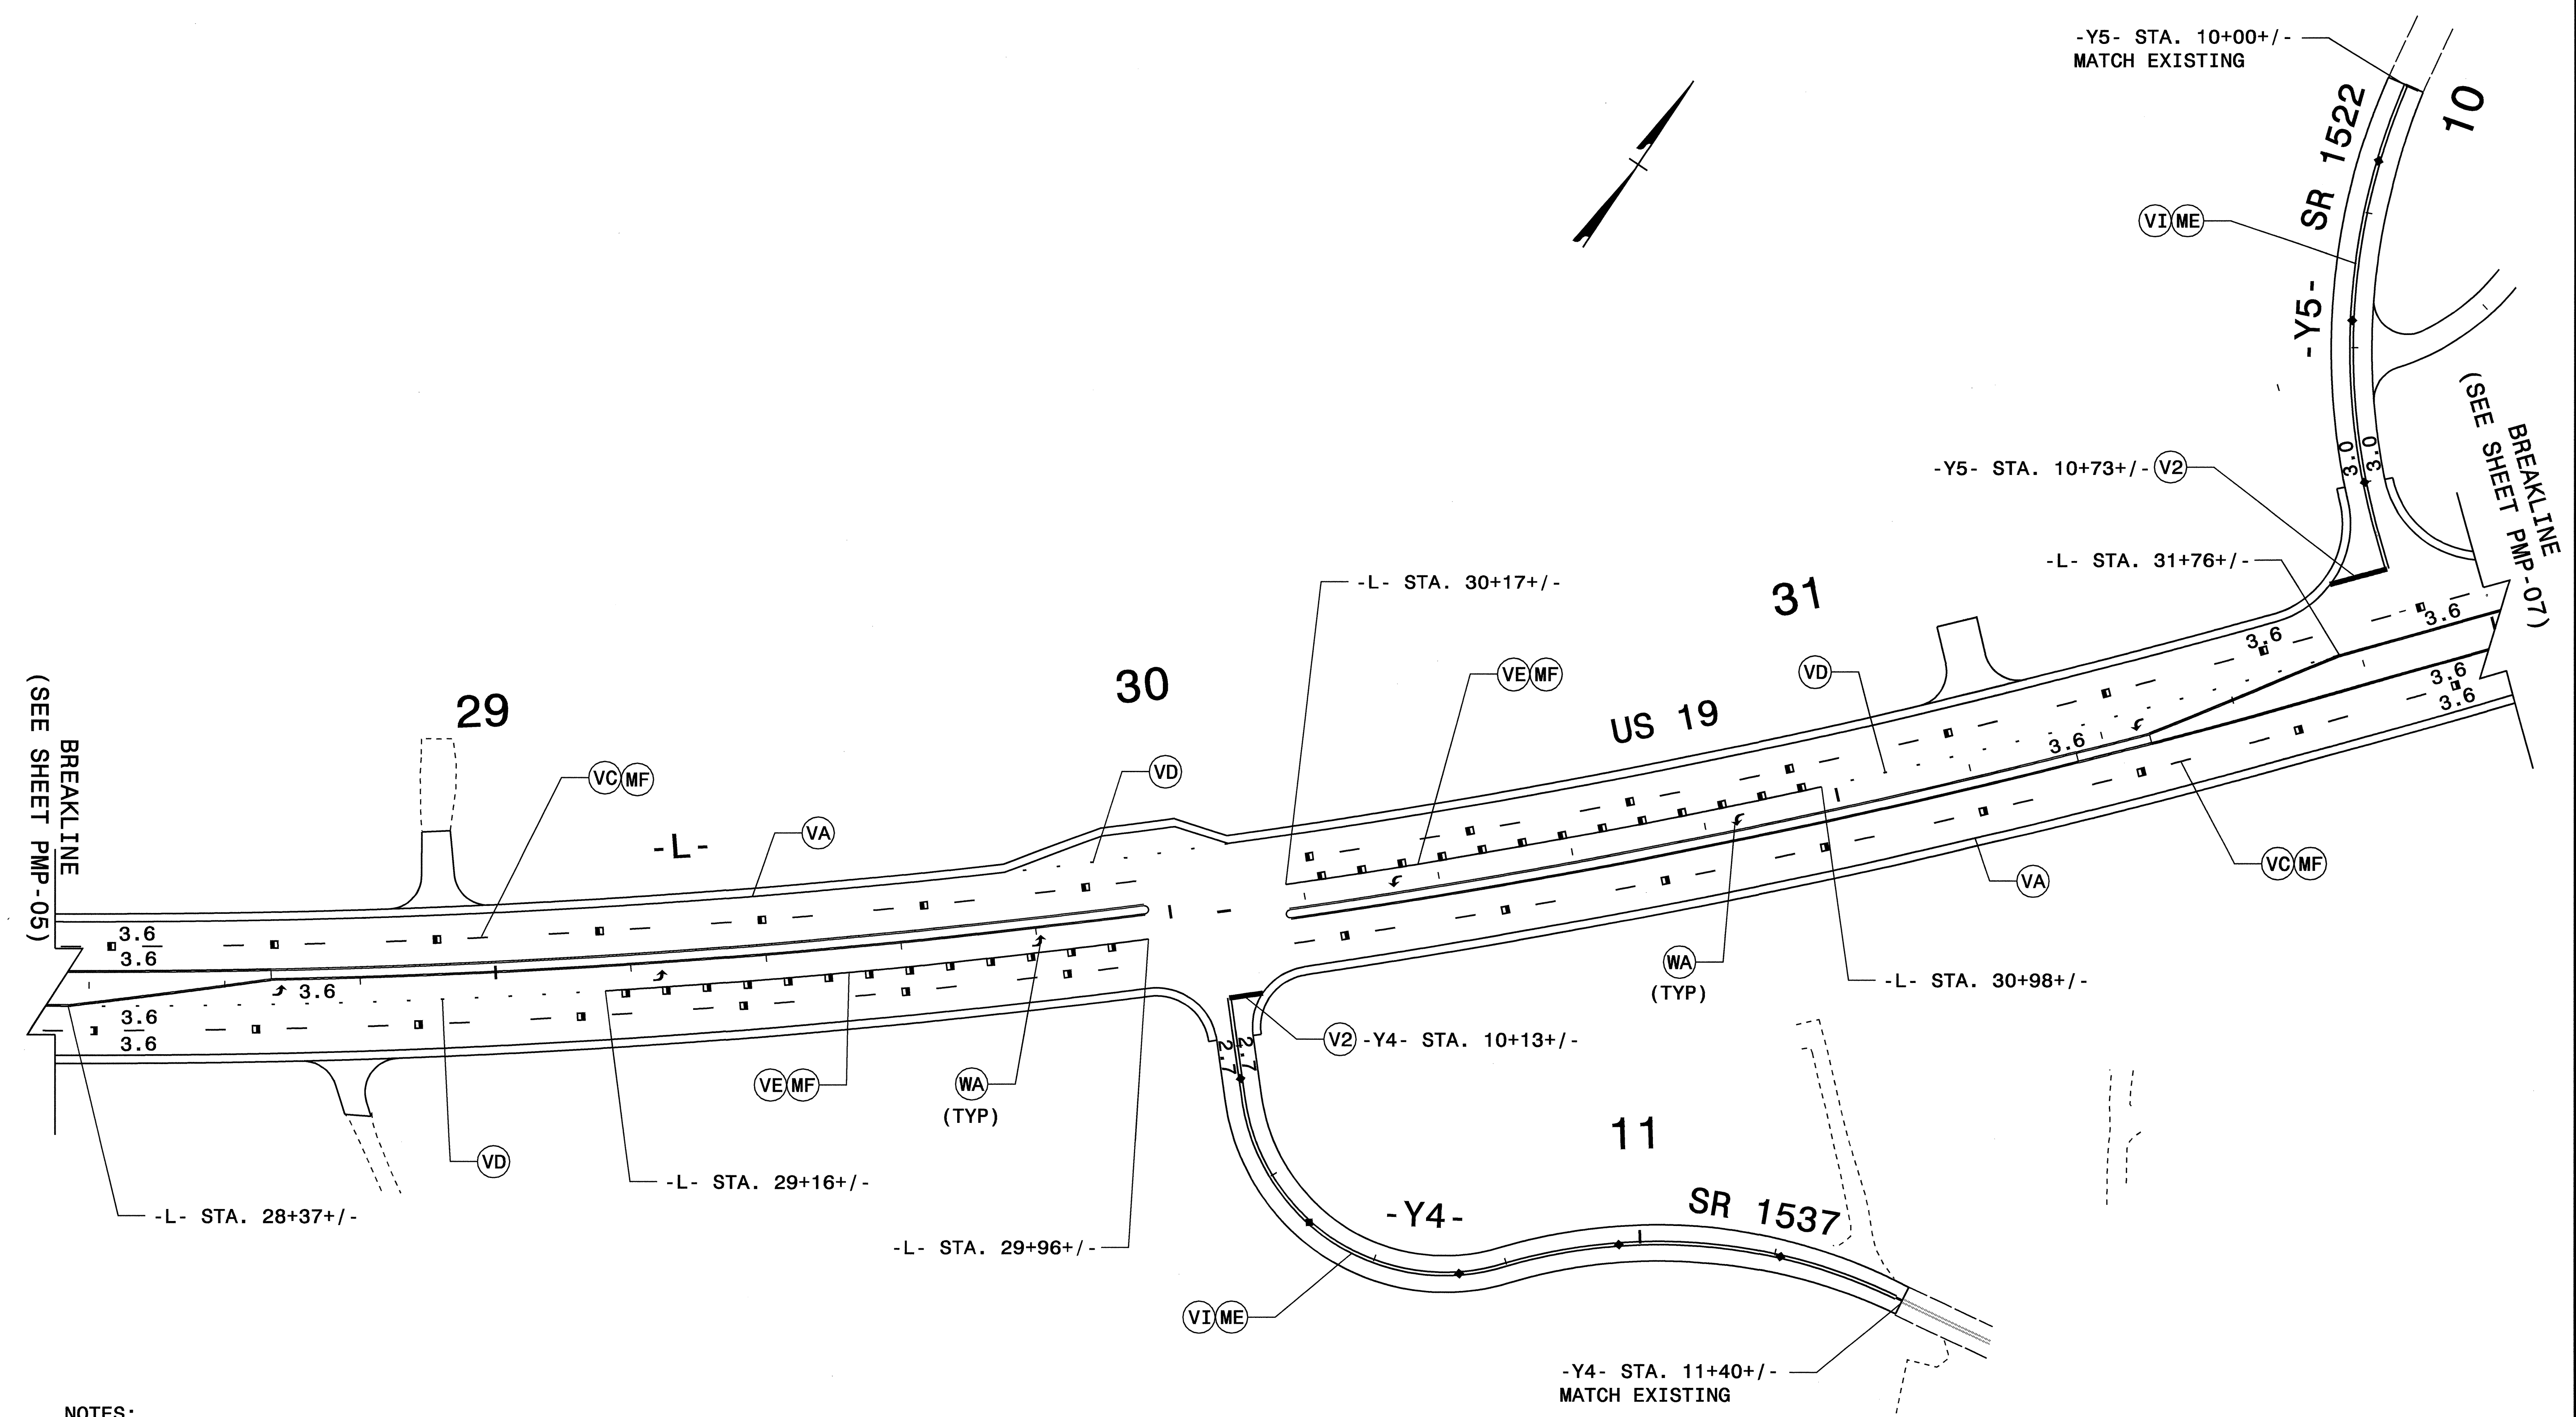 -Y5- STA. 10+00+/-
MATCH EXISTING
10
SR 1522
-Y5-
VI ME
3.0
3.0
BREAKLINE
(SEE SHEET PMP-07)
-Y5- STA. 10+73+/- V2
-L- STA. 31+76+/-
-L- STA. 30+17+/-
31
30
29
VE MF
VD
US 19
3.6
3.6
3.6
3.6
3.6
BREAKLINE
(SEE SHEET PMP-05)
VC MF
VD
-L-
VA
VA
VC MF
3.6
3.6
3.6
3.6
3.6
WA
(TYP)
-L- STA. 30+98+/-
V2 -Y4- STA. 10+13+/-
2.7
2.7
VE MF
WA
(TYP)
VD
-L- STA. 29+16+/-
-L- STA. 28+37+/-
-L- STA. 29+96+/-
11
-Y4-
SR 1537
VI ME
-Y4- STA. 11+40+/-
MATCH EXISTING
NOTES: